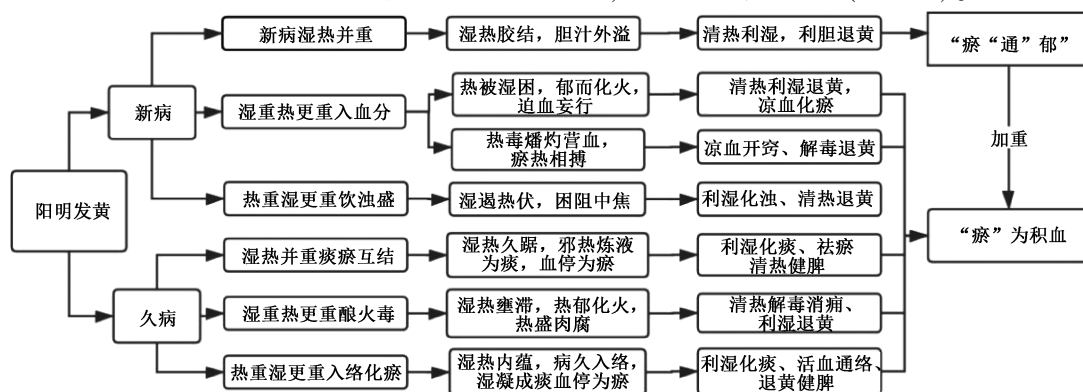 阳明发黄
新病
久病
新病湿热并重
湿热胶结，胆汁外溢
清热利湿，利胆退黄
“瘀“通”郁”
湿重热更重入血分
热被湿困，郁而化火，
迫血妄行
清热利湿退黄，
凉血化瘀
热毒燔灼营血，
瘀热相搏
凉血开窍、解毒退黄
加重
热重湿更重饮浊盛
湿遏热伏，困阻中焦
利湿化浊、清热退黄
“瘀”为积血
湿热并重痰瘀互结
湿热久踞，邪热炼液
为痰，血停为瘀
利湿化痰、祛瘀
清热健脾
湿重热更重酿火毒
湿热壅滞，热郁化火，
热盛肉腐
清热解毒消痈、
利湿退黄
热重湿更重入络化瘀
湿热内蕴，病久入络，
湿凝成痰血停为瘀
利湿化痰、活血通络、
退黄健脾